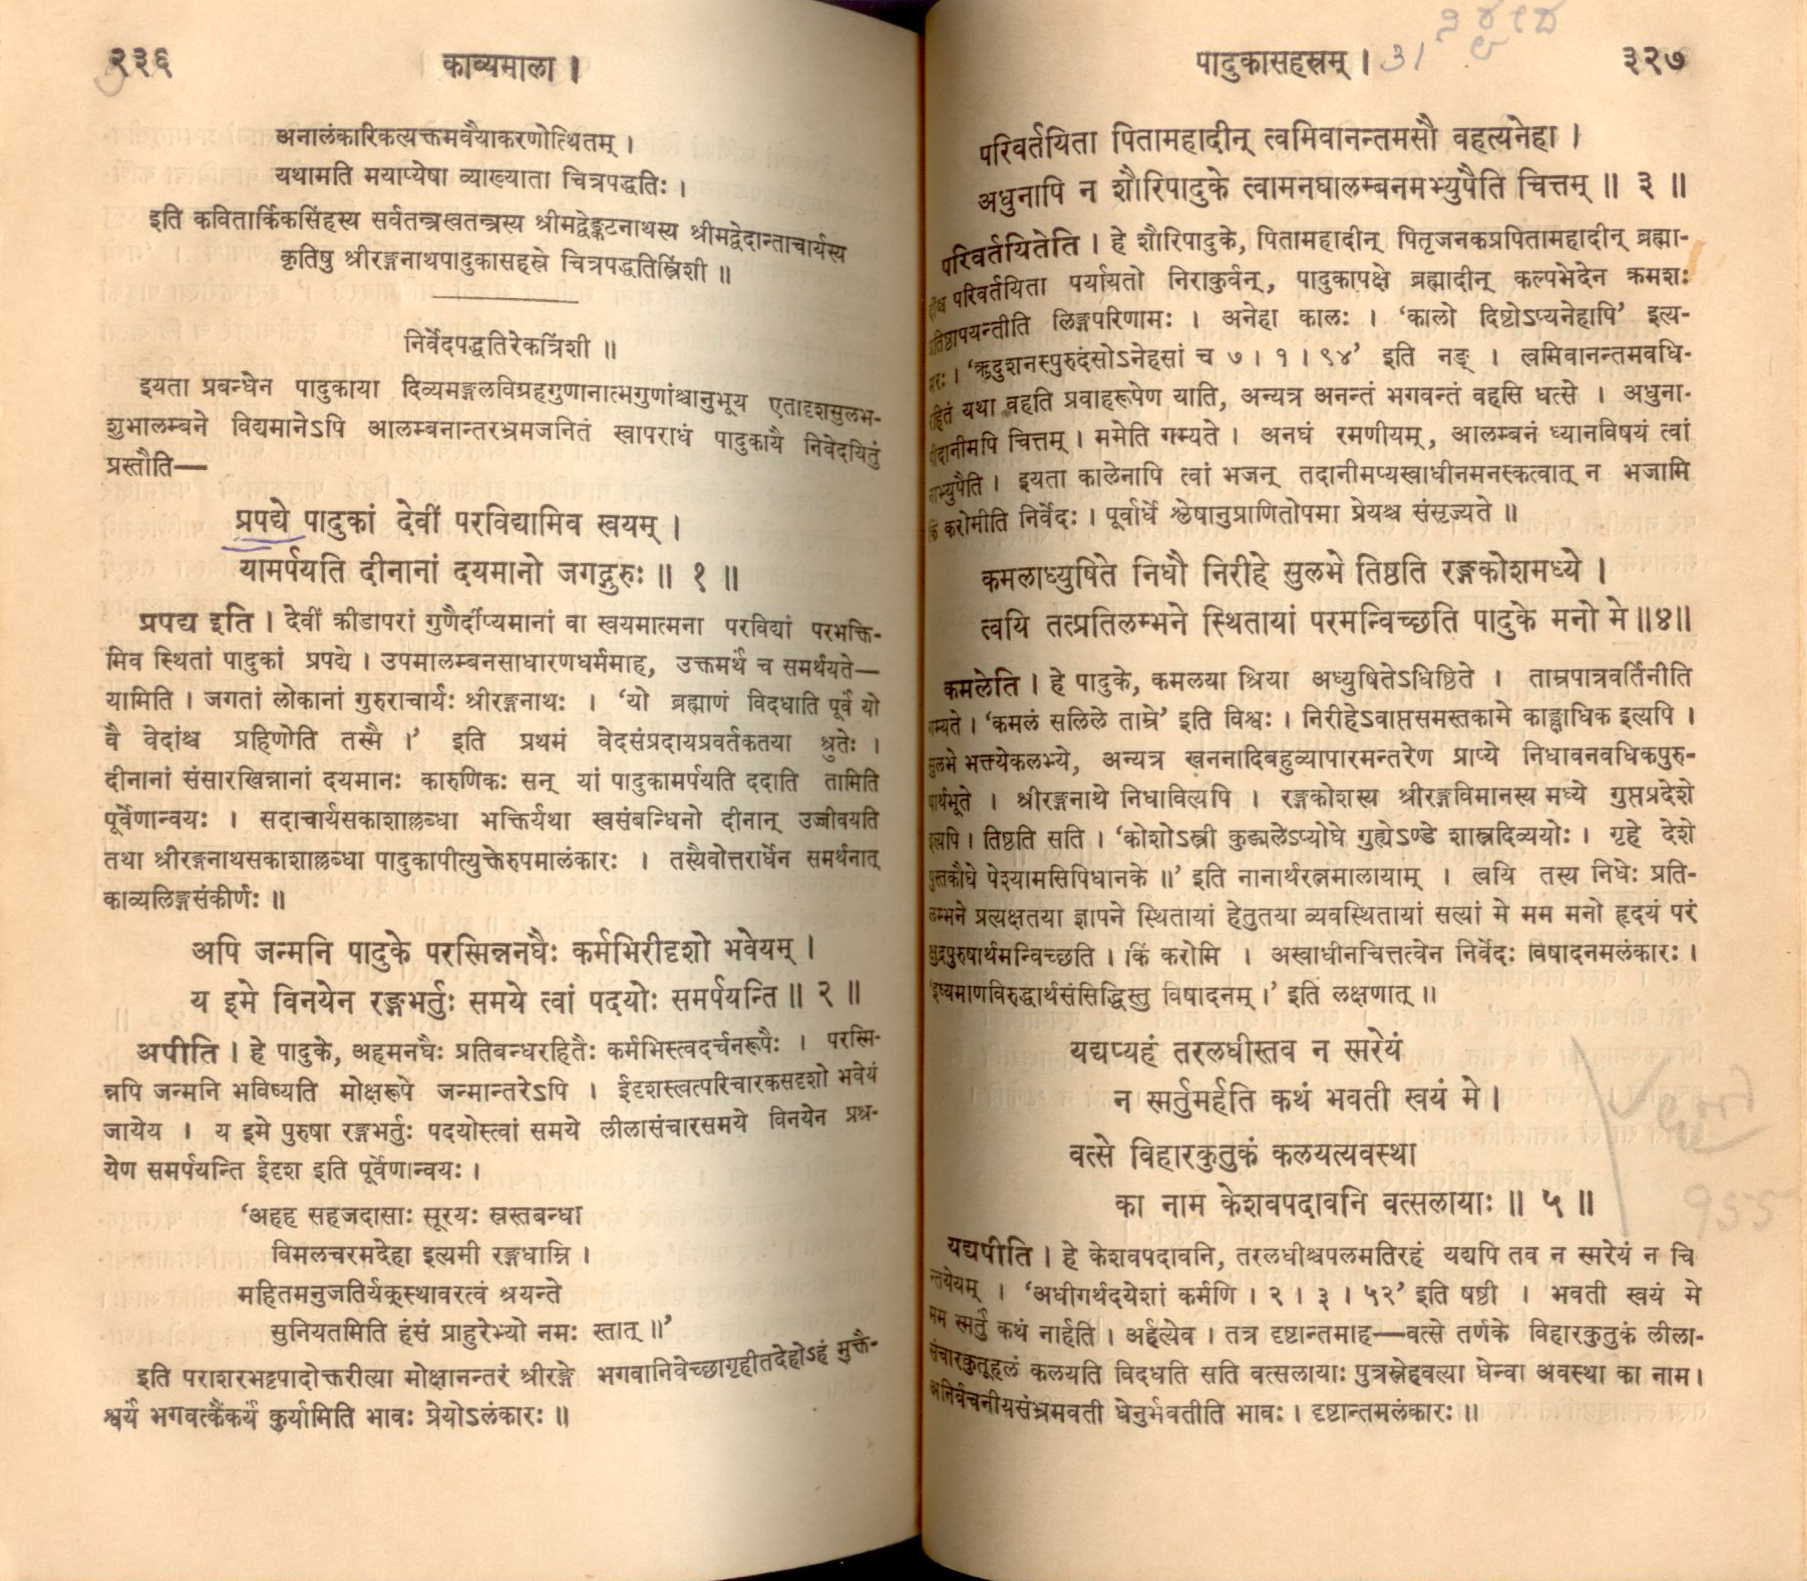 २३६
काव्यमाला ।
अनालंकारिकत्यक्तमवैयाकरणोत्थितम् ।
यथामति मयाप्येषा व्याख्याता चित्रपद्धतिः ।
इति कवितार्किकसिंहस्य सर्वतन्त्रस्वतन्त्रस्य श्रीमद्वेङ्कटनाथस्य श्रीमद्वेदान्ताचार्यस्य
कृतिषु श्रीरङ्गनाथपादुकासहस्रे चित्रपद्धतिस्त्रिंशी ॥
निर्वेदपद्धतिरेकत्रिंशी ॥
इयता प्रबन्धेन पादुकाया दिव्यमङ्गलविग्रहगुणानात्मगुणांश्चानुभूय एतादृशसुलभ-
शुभालम्बने विद्यमानेऽपि आलम्बनान्तरभ्रमजनितं स्वापराधं पादुकायै निवेदयितुं
प्रस्तौति—
प्रपद्ये पादुकां देवीं परविद्यामिव स्वयम् ।
यामर्पयति दीनानां दयमानो जगद्गुरुः ॥ १ ॥
प्रपद्य इति । देवीं क्रीडापरां गुणैर्दीप्यमानां वा स्वयमात्मना परविद्यां परभक्ति-
मिव स्थितां पादुकां प्रपद्ये । उपमालम्बनसाधारणधर्ममाह, उक्तमर्थं च समर्थयते—
यामिति । जगतां लोकानां गुरुराचार्यः श्रीरङ्गनाथः । ‘यो ब्रह्माणं विदधाति पूर्वं यो
वै वेदांश्च प्रहिणोति तस्मै ।’ इति प्रथमं वेदसंप्रदायप्रवर्तकतया श्रुतेः ।
दीनानां संसारखिन्नानां दयमानः कारुणिकः सन् यां पादुकामर्पयति ददाति तामिति
पूर्वेणान्वयः । सदाचार्यसकाशाल्लब्धा भक्तिर्यथा स्वसंबन्धिनो दीनान् उज्जीवयति
तथा श्रीरङ्गनाथसकाशाल्लब्धा पादुकापीत्युक्तेरुपमालंकारः । तस्यैवोत्तरार्धेन समर्थनात्
काव्यलिङ्गसंकीर्णः ॥
अपि जन्मनि पादुके परस्मिन्ननघैः कर्मभिरीदृशो भवेयम् ।
य इमे विनयेन रङ्गभर्तुः समये त्वां पदयोः समर्पयन्ति ॥ २ ॥
अपीति । हे पादुके, अहमनघैः प्रतिबन्धरहितैः कर्मभिस्त्वदर्चनरूपैः । परस्मि-
न्नपि जन्मनि भविष्यति मोक्षरूपे जन्मान्तरेऽपि । ईदृशस्त्वत्परिचारकसदृशो भवेयं
जायेय । य इमे पुरुषा रङ्गभर्तुः पदयोस्त्वां समये लीलासंचारसमये विनयेन प्रश्र-
येण समर्पयन्ति ईदृश इति पूर्वेणान्वयः ।
‘अहह सहजदासाः सूरयः स्रस्तबन्धा
विमलचरमदेहा इत्यमी रङ्गधाम्नि ।
महितमनुजतिर्यक्स्थावरत्वं श्रयन्ते
सुनियतमिति हंसं प्राहुरेभ्यो नमः स्तात् ॥’
इति पराशरभट्टपादोक्तरीत्या मोक्षानन्तरं श्रीरङ्गे भगवानिवेच्छागृहीतदेहोऽहं मुक्तै-
श्वर्यं भगवत्कैंकर्यं कुर्यामिति भावः प्रेयोऽलंकारः ॥
पादुकासहस्रम् ।
३२७
परिवर्तयिता पितामहादीन् त्वमिवानन्तमसौ वहत्यनेहा ।
अधुनापि न शौरिपादुके त्वामनघालम्बनमभ्युपैति चित्तम् ॥ ३ ॥
परिवर्तयितेति । हे शौरिपादुके, पितामहादीन् पितृजनकप्रपितामहादीन् ब्रह्मा-
दींश्च परिवर्तयिता पर्यायतो निराकुर्वन्, पादुकापक्षे ब्रह्मादीन् कल्पभेदेन क्रमशः
प्रतिष्ठापयन्तीति लिङ्गपरिणामः । अनेहा कालः । ‘कालो दिष्टोऽप्यनेहापि’ इत्य-
मरः । ‘ऋदुशनस्पुरुदंसोऽनेहसां च ७ । १ । ९४’ इति नङ् । त्वमिवानन्तमवधि-
रहितं यथा वहति प्रवाहरूपेण याति, अन्यत्र अनन्तं भगवन्तं वहसि धत्से । अधुना-
पीदानीमपि चित्तम् । ममेति गम्यते । अनघं रमणीयम्, आलम्बनं ध्यानविषयं त्वां
नाभ्युपैति । इयता कालेनापि त्वां भजन् तदानीमप्यस्वाधीनमनस्कत्वात् न भजामि
किं करोमीति निर्वेदः । पूर्वार्धे श्लेषानुप्राणितोपमा प्रेयश्च संसृज्यते ॥
कमलाध्युषिते निधौ निरीहे सुलभे तिष्ठति रङ्गकोशमध्ये ।
त्वयि तत्प्रतिलम्भने स्थितायां परमन्विच्छति पादुके मनो मे ॥४॥
कमलेति । हे पादुके, कमलया श्रिया अध्युषितेऽधिष्ठिते । ताम्रपात्रवर्तिनीति
गम्यते । ‘कमलं सलिले ताम्रे’ इति विश्वः । निरीहेऽवाप्तसमस्तकामे काङ्क्षाधिक इत्यपि ।
सुलभे भक्त्येकलभ्ये, अन्यत्र खननादिबहुव्यापारमन्तरेण प्राप्ये निधावनवधिकपुरु-
षार्थभूते । श्रीरङ्गनाथे निधावित्यपि । रङ्गकोशस्य श्रीरङ्गविमानस्य मध्ये गुप्तप्रदेशे
इत्यपि । तिष्ठति सति । ‘कोशोऽस्त्री कुड्मलेऽप्योघे गुह्येऽण्डे शास्त्रदिव्ययोः । गृहे देशे
पुस्तकौघे पेश्यामसिपिधानके ॥’ इति नानार्थरत्नमालायाम् । त्वयि तस्य निधेः प्रति-
लम्भने प्रत्यक्षतया ज्ञापने स्थितायां हेतुतया व्यवस्थितायां सत्यां मे मम मनो हृदयं परं
क्षुद्रपुरुषार्थमन्विच्छति । किं करोमि । अस्वाधीनचित्तत्वेन निर्वेदः विषादनमलंकारः ।
‘इष्यमाणविरुद्धार्थसंसिद्धिस्तु विषादनम् ।’ इति लक्षणात् ॥
यद्यप्यहं तरलधीस्तव न स्मरेयं
न स्मर्तुमर्हति कथं भवती स्वयं मे ।
वत्से विहारकुतुकं कलयत्यवस्था
का नाम केशवपदावनि वत्सलायाः ॥ ५ ॥
यद्यपीति । हे केशवपदावनि, तरलधीश्चपलमतिरहं यद्यपि तव न स्मरेयं न चि
न्तयेयम् । ‘अधीगर्थदयेशां कर्मणि । २ । ३ । ५२’ इति षष्ठी । भवती स्वयं मे
मम स्मर्तुं कथं नार्हति । अर्हत्येव । तत्र दृष्टान्तमाह—वत्से तर्णके विहारकुतुकं लीला-
संचारकुतूहलं कलयति विदधति सति वत्सलायाः पुत्रस्नेहवत्या धेन्वा अवस्था का नाम ।
अनिर्वचनीयसंभ्रमवती धेनुर्भवतीति भावः । दृष्टान्तमलंकारः ॥